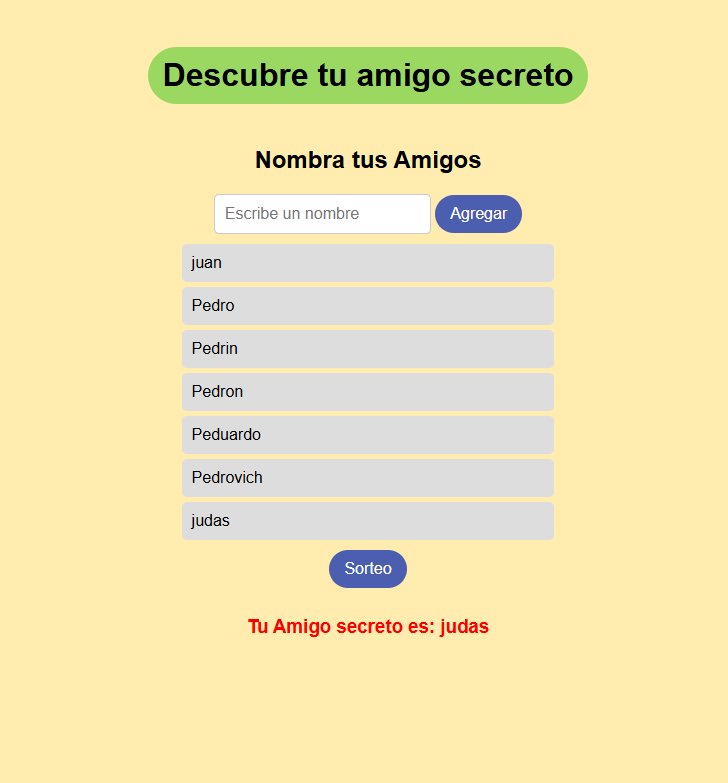 Descubre tu amigo secreto
Nombra tus Amigos
Escribe un nombre Agregar
juan
Pedro
Pedrin
Pedron
Peduardo
Pedrovich
judas
Sorteo
Tu Amigo secreto es: judas